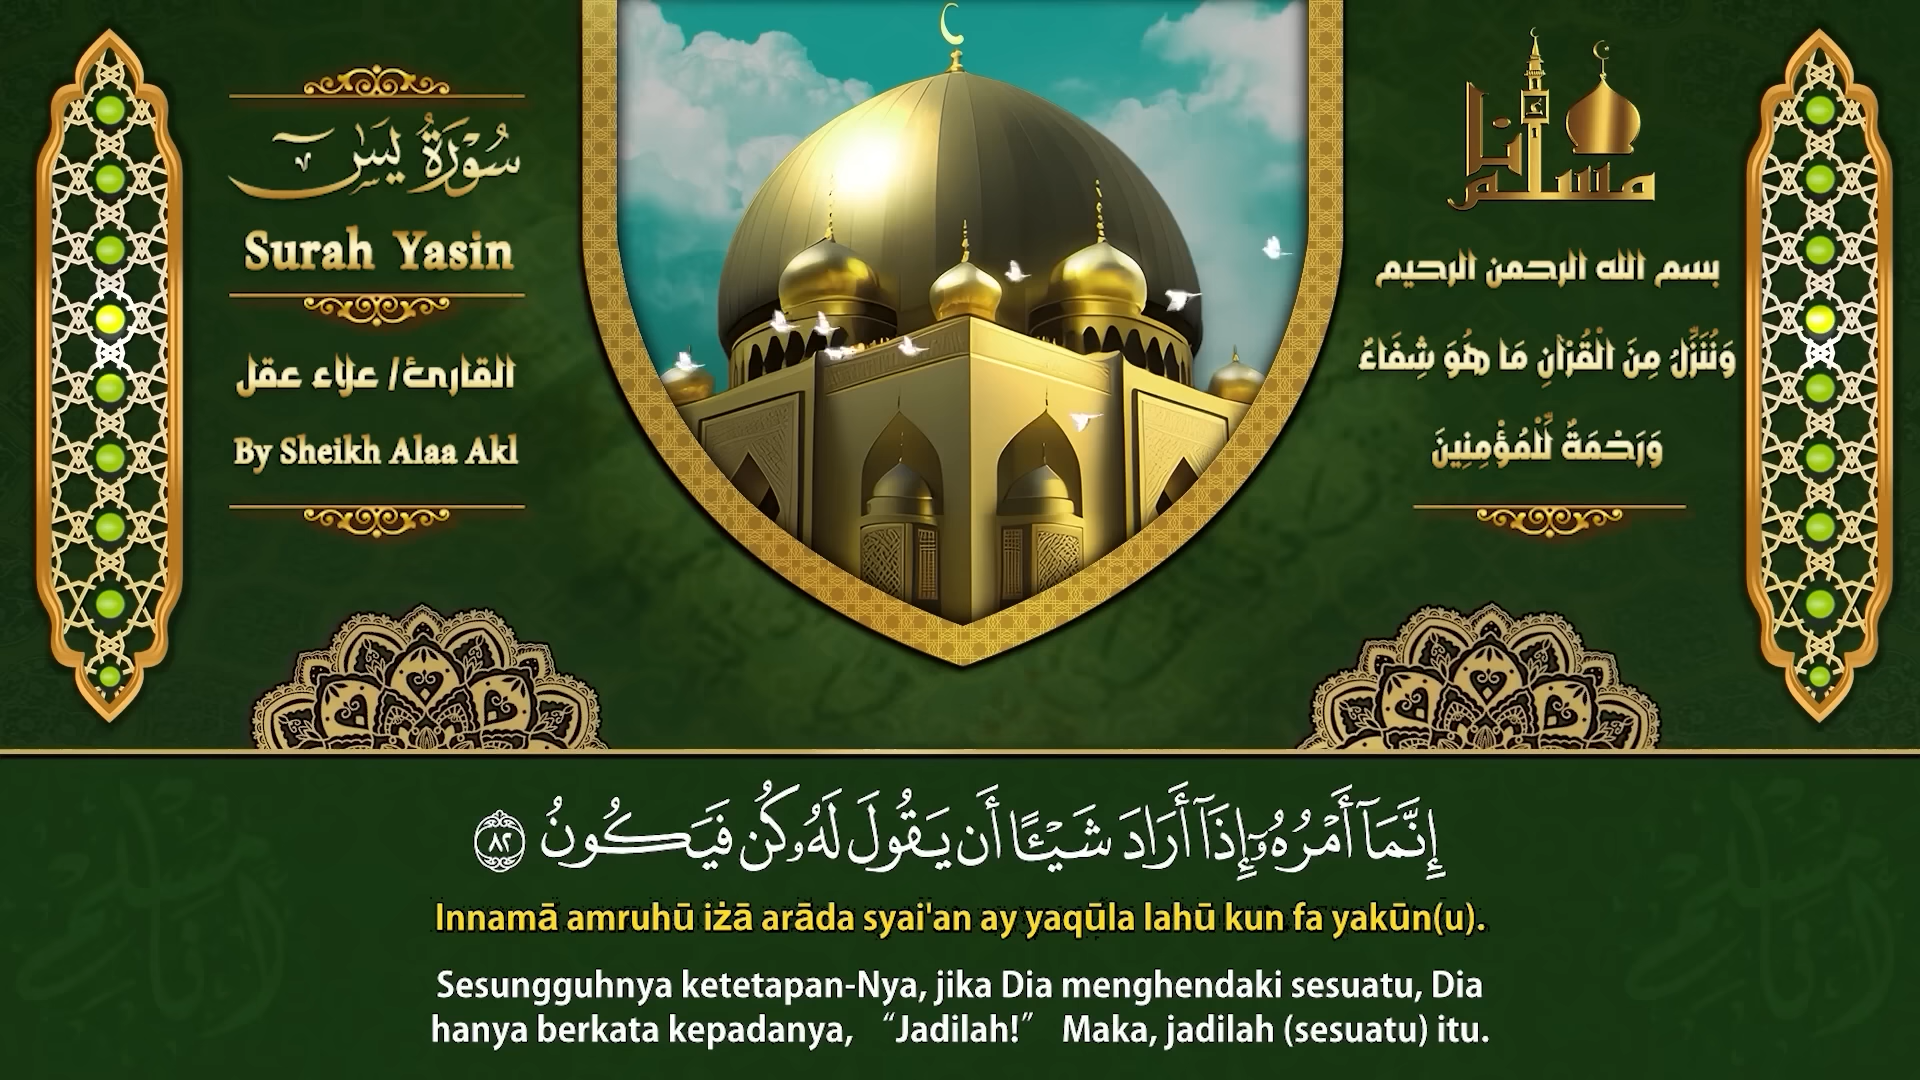 سُورَةُ يسٓ
Surah Yasin
القارئ/ علاء عقل
By Sheikh Alaa Akl
انا
مسلم
بسم الله الرحمن الرحيم
وَنُنَزِّلُ مِنَ الْقُرْآنِ مَا هُوَ شِفَاءٌ
وَرَحْمَةٌ لِّلْمُؤْمِنِينَ
إِنَّمَآ أَمْرُهُۥٓ إِذَآ أَرَادَ شَيْـًٔا أَن يَقُولَ لَهُۥ كُن فَيَكُونُ ٨٢
Innamā amruhū iżā arāda syai'an ay yaqūla lahū kun fa yakūn(u).
Sesungguhnya ketetapan-Nya, jika Dia menghendaki sesuatu, Dia
hanya berkata kepadanya, “Jadilah!” Maka, jadilah (sesuatu) itu.